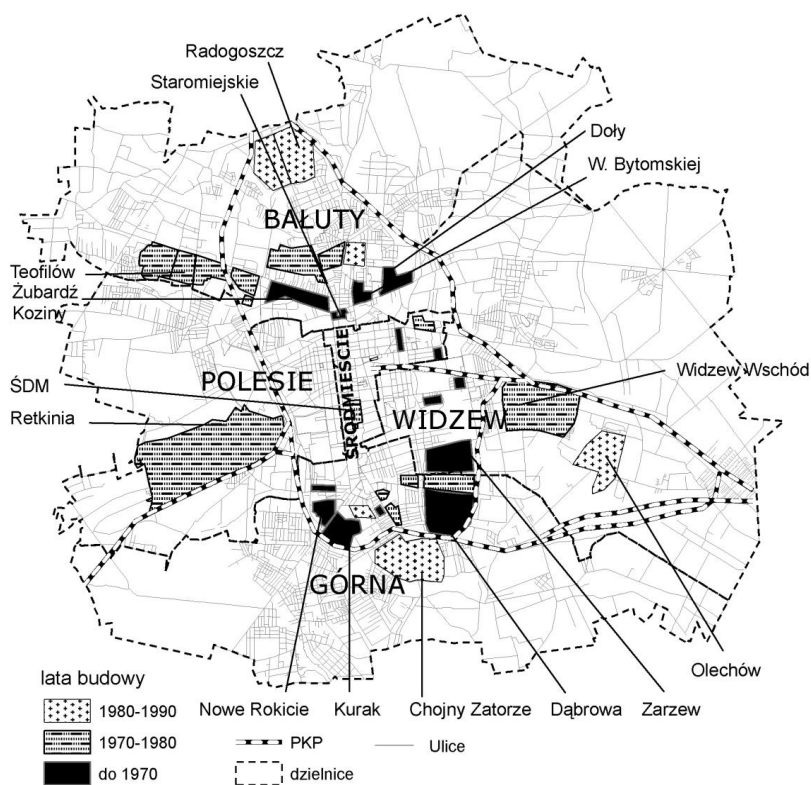 Radogoszcz
Staromiejskie
Doły
W. Bytomskiej
BAŁUTY
Teofilów
Żubardź
Koziny
ŚDM
POLESIE
ŚRÓDMIEŚCIE
Widzew Wschód
Retkinia
WIDZEW
GÓRNA
Olechów
lata budowy
1980-1990
Nowe Rokicie
Kurak
Chojny Zatorze
Dąbrowa
Zarzew
1970-1980
PKP
Ulice
do 1970
dzielnice